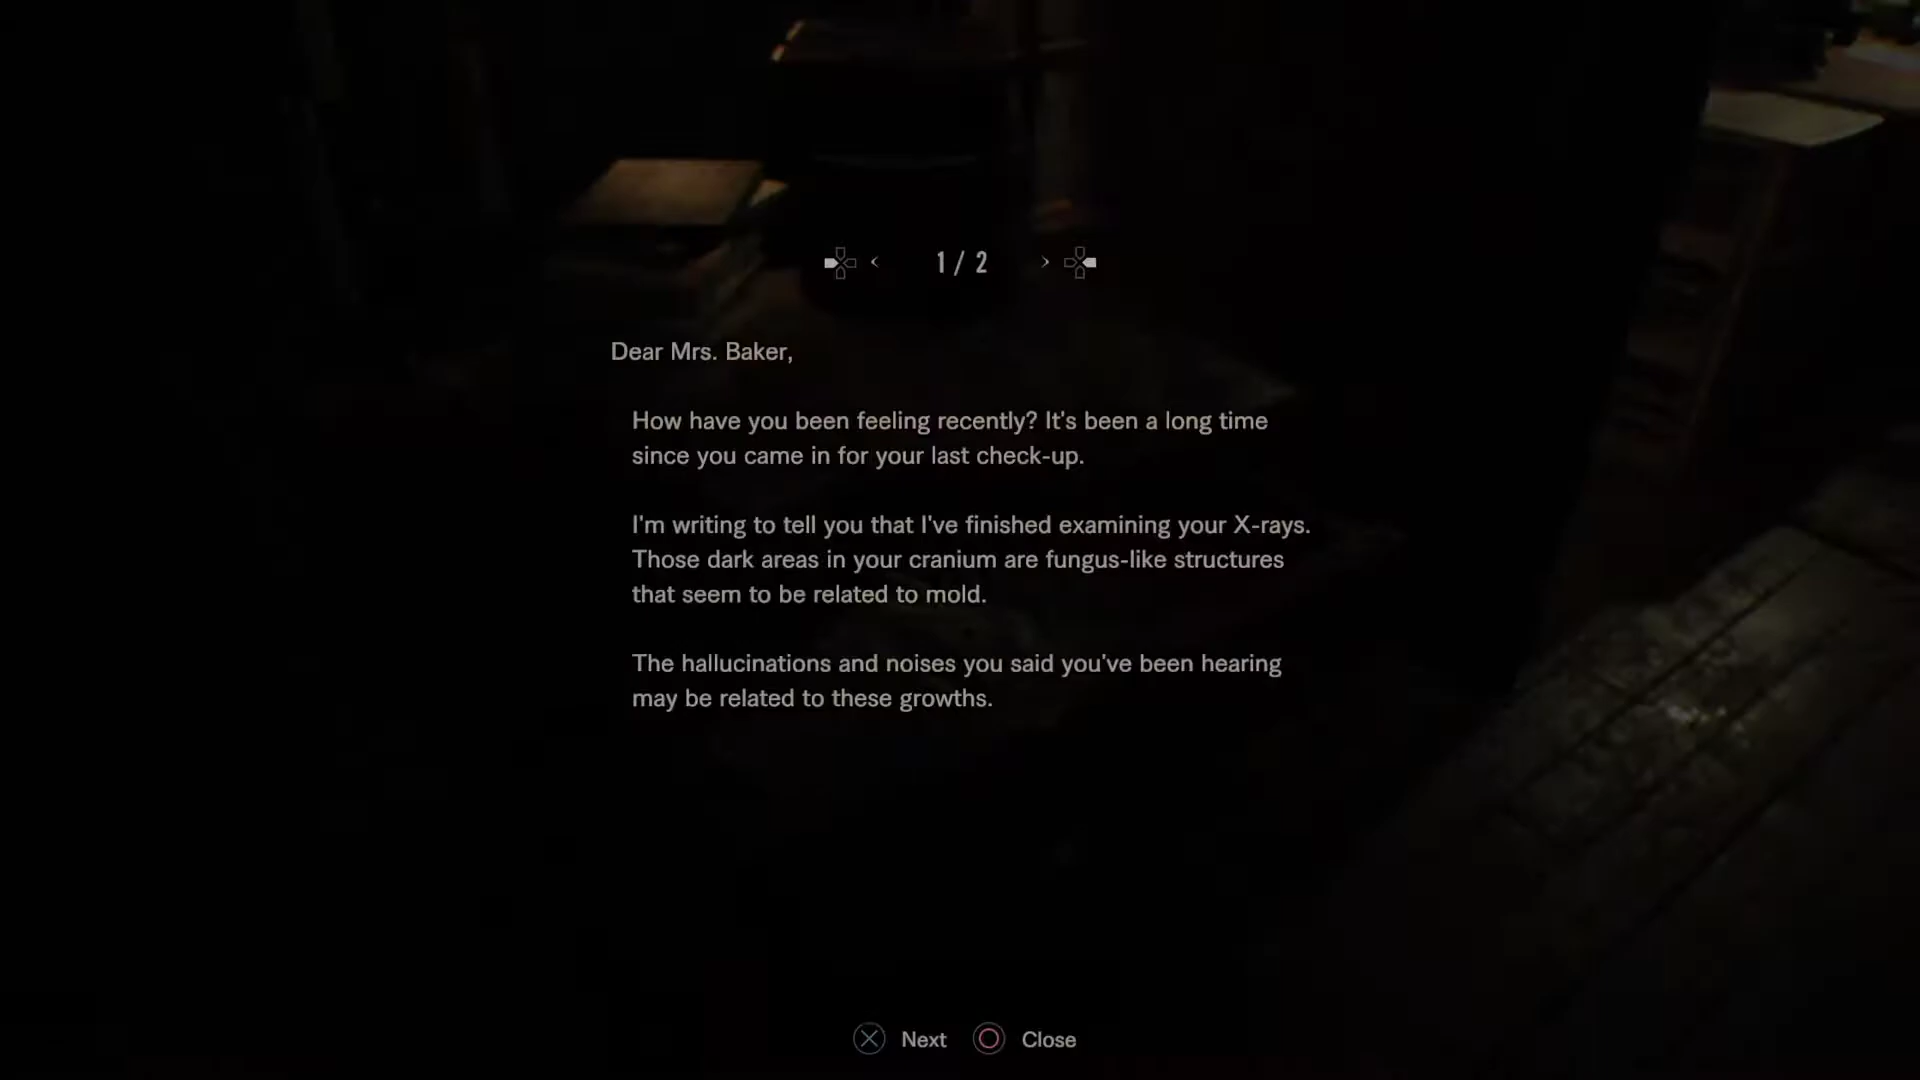 < 1 / 2 >
Dear Mrs. Baker,
How have you been feeling recently? It's been a long time
since you came in for your last check-up.
I'm writing to tell you that I've finished examining your X-rays.
Those dark areas in your cranium are fungus-like structures
that seem to be related to mold.
The hallucinations and noises you said you've been hearing
may be related to these growths.
Next Close